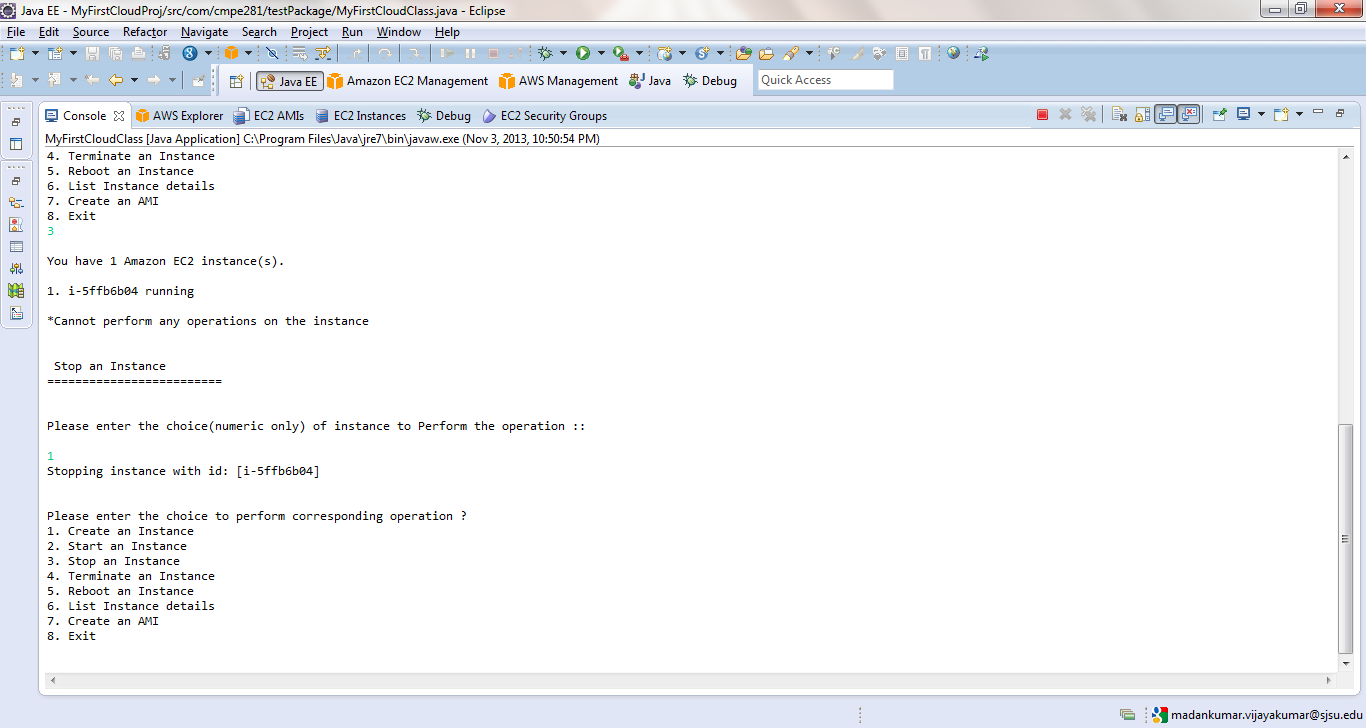 Java EE - MyFirstCloudProj/src/com/cmpe281/testPackage/MyFirstCloudClass.java - Eclipse
File Edit Source Refactor Navigate Search Project Run Window Help
Java EE Amazon EC2 Management AWS Management Java Debug Quick Access
Console AWS Explorer EC2 AMIs EC2 Instances Debug EC2 Security Groups
MyFirstCloudClass [Java Application] C:\Program Files\Java\jre7\bin\javaw.exe (Nov 3, 2013, 10:50:54 PM)
4. Terminate an Instance
5. Reboot an Instance
6. List Instance details
7. Create an AMI
8. Exit
3
You have 1 Amazon EC2 instance(s).
1. i-5ffb6b04 running
*Cannot perform any operations on the instance
Stop an Instance
=========================
Please enter the choice(numeric only) of instance to Perform the operation ::
1
Stopping instance with id: [i-5ffb6b04]
Please enter the choice to perform corresponding operation ?
1. Create an Instance
2. Start an Instance
3. Stop an Instance
4. Terminate an Instance
5. Reboot an Instance
6. List Instance details
7. Create an AMI
8. Exit
madankumar.vijayakumar@sjsu.edu